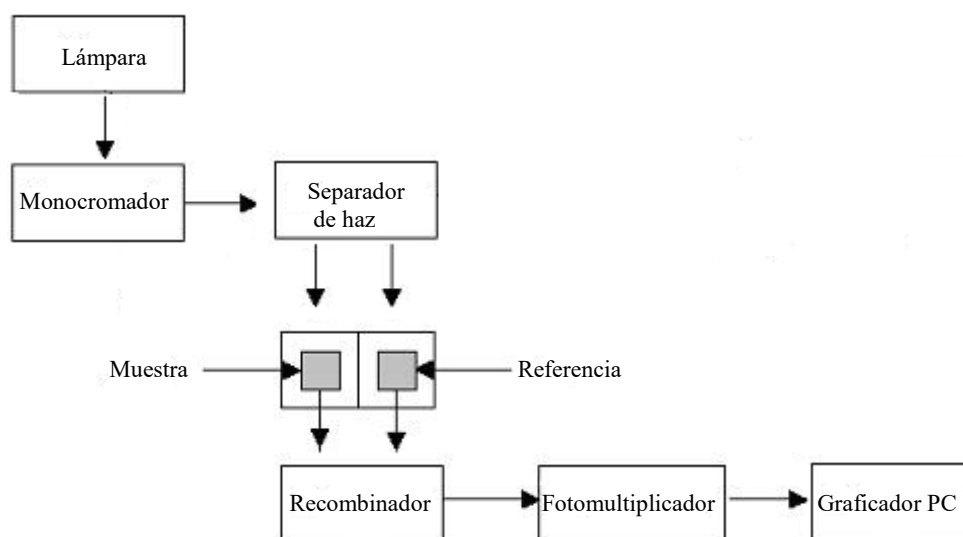 Lámpara
Monocromador
Separador
de haz
Muestra
Referencia
Recombinador
Fotomultiplicador
Graficador PC